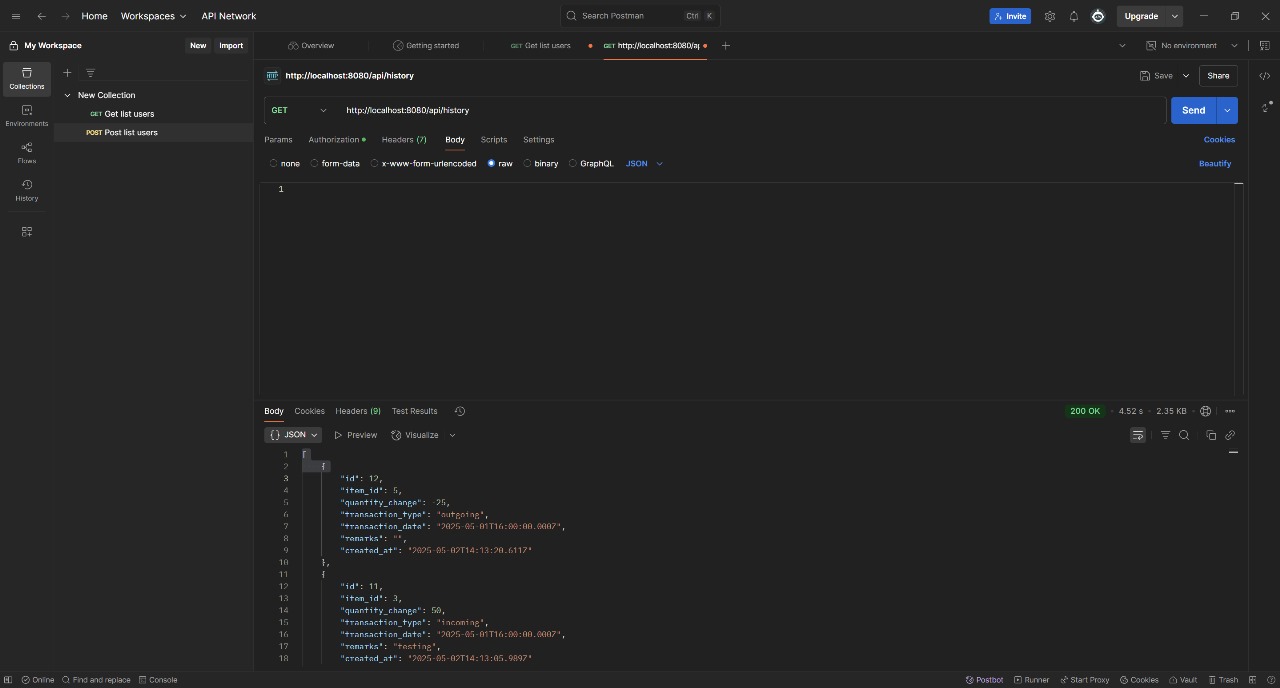 Home Workspaces API Network Search Postman Ctrl K Invite Upgrade
My Workspace New Import Overview Getting started GET Get list users GET http://localhost:8080/ap No environment
Collections
Environments
Flows
History
New Collection
GET Get list users
POST Post list users
HTTP http://localhost:8080/api/history Save Share
GET http://localhost:8080/api/history Send
Params Authorization Headers (7) Body Scripts Settings Cookies
none form-data x-www-form-urlencoded raw binary GraphQL JSON Beautify
1
Body Cookies Headers (9) Test Results 200 OK 4.52 s 2.35 KB
{} JSON Preview Visualize
1 [
2 {
3 "id": 12,
4 "item_id": 5,
5 "quantity_change": -25,
6 "transaction_type": "outgoing",
7 "transaction_date": "2025-05-01T16:00:00.000Z",
8 "remarks": "",
9 "created_at": "2025-05-02T14:13:20.611Z"
10 },
11 {
12 "id": 11,
13 "item_id": 3,
14 "quantity_change": 50,
15 "transaction_type": "incoming",
16 "transaction_date": "2025-05-01T16:00:00.000Z",
17 "remarks": "testing",
18 "created_at": "2025-05-02T14:13:05.989Z"
Online Find and replace Console Postbot Runner Start Proxy Cookies Vault Trash